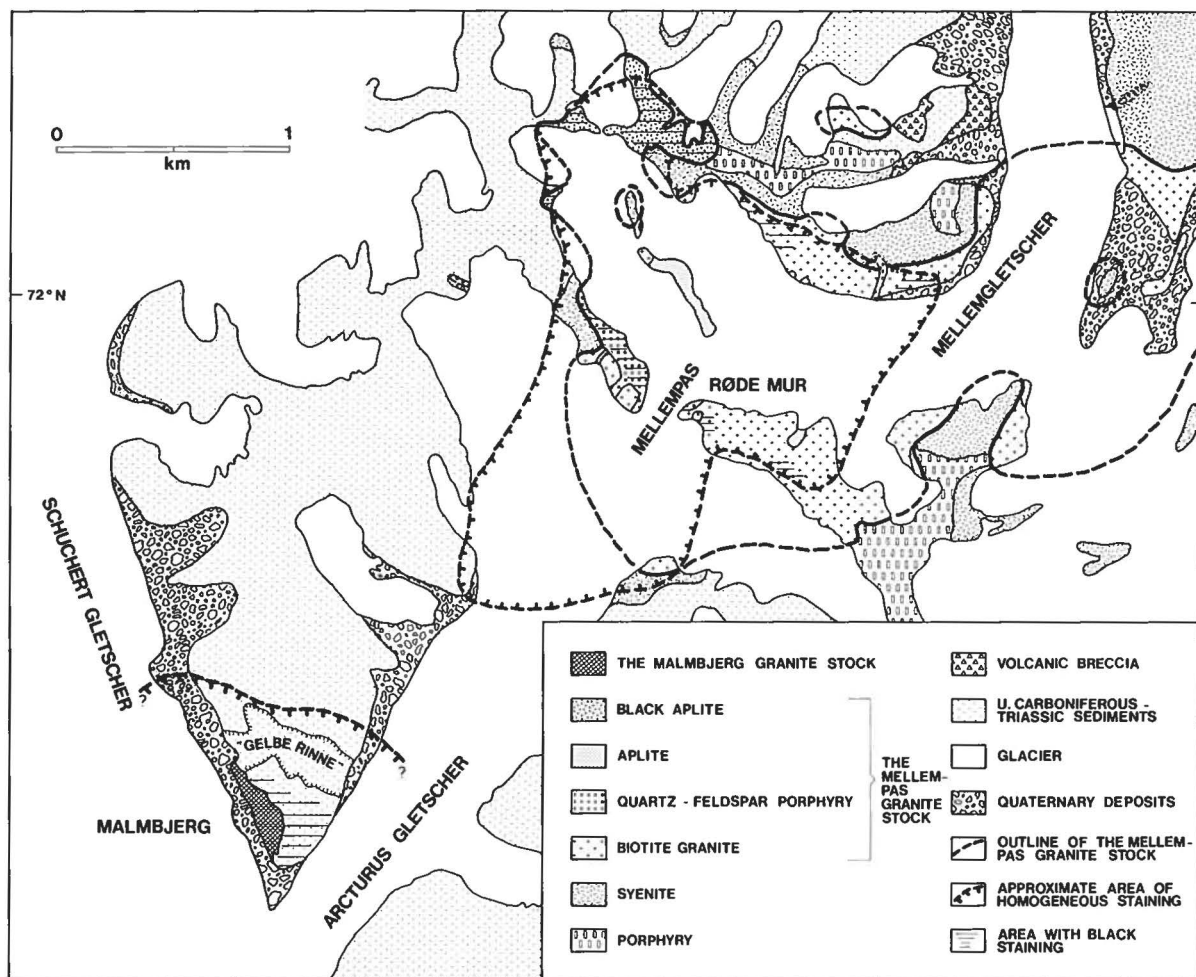 0
1
km
72°N
MELLEMGLETSCHER
RØDE MUR
MELLEMPAS
SCHUCHERT GLETSCHER
?
"GELBE RINNE"
?
MALMBJERG
ARCTURUS GLETSCHER
THE MALMBJERG GRANITE STOCK
BLACK APLITE
APLITE
QUARTZ - FELDSPAR PORPHYRY
BIOTITE GRANITE
SYENITE
PORPHYRY
THE
MELLEM-
PAS
GRANITE
STOCK
VOLCANIC BRECCIA
U. CARBONIFEROUS -
TRIASSIC SEDIMENTS
GLACIER
QUATERNARY DEPOSITS
OUTLINE OF THE MELLEM-
PAS GRANITE STOCK
APPROXIMATE AREA OF
HOMOGENEOUS STAINING
AREA WITH BLACK
STAINING